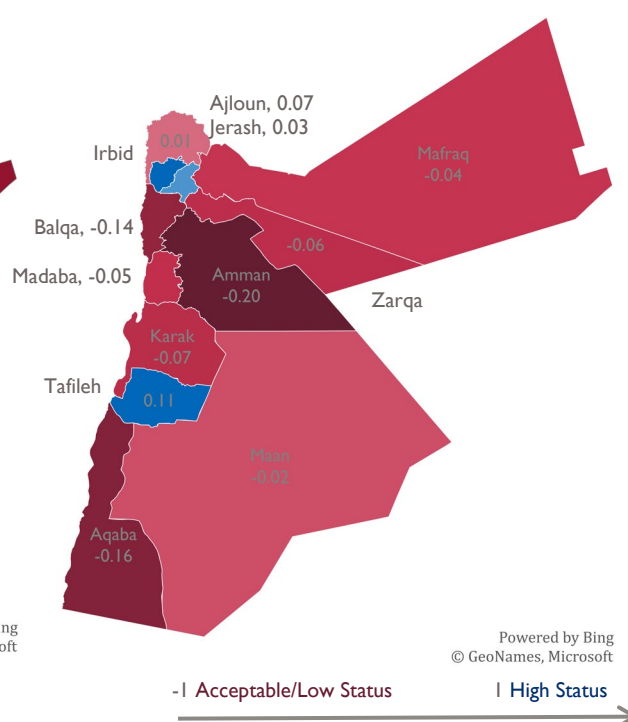 Ajloun, 0.07
Jerash, 0.03
0.01
Irbid
Mafraq
-0.04
Balqa, -0.14
-0.06
Madaba, -0.05
Amman
-0.20
Zarqa
Karak
-0.07
Tafileh
0.11
Maan
-0.02
Aqaba
-0.16
ng
oft
Powered by Bing
© GeoNames, Microsoft
-1 Acceptable/Low Status
1 High Status